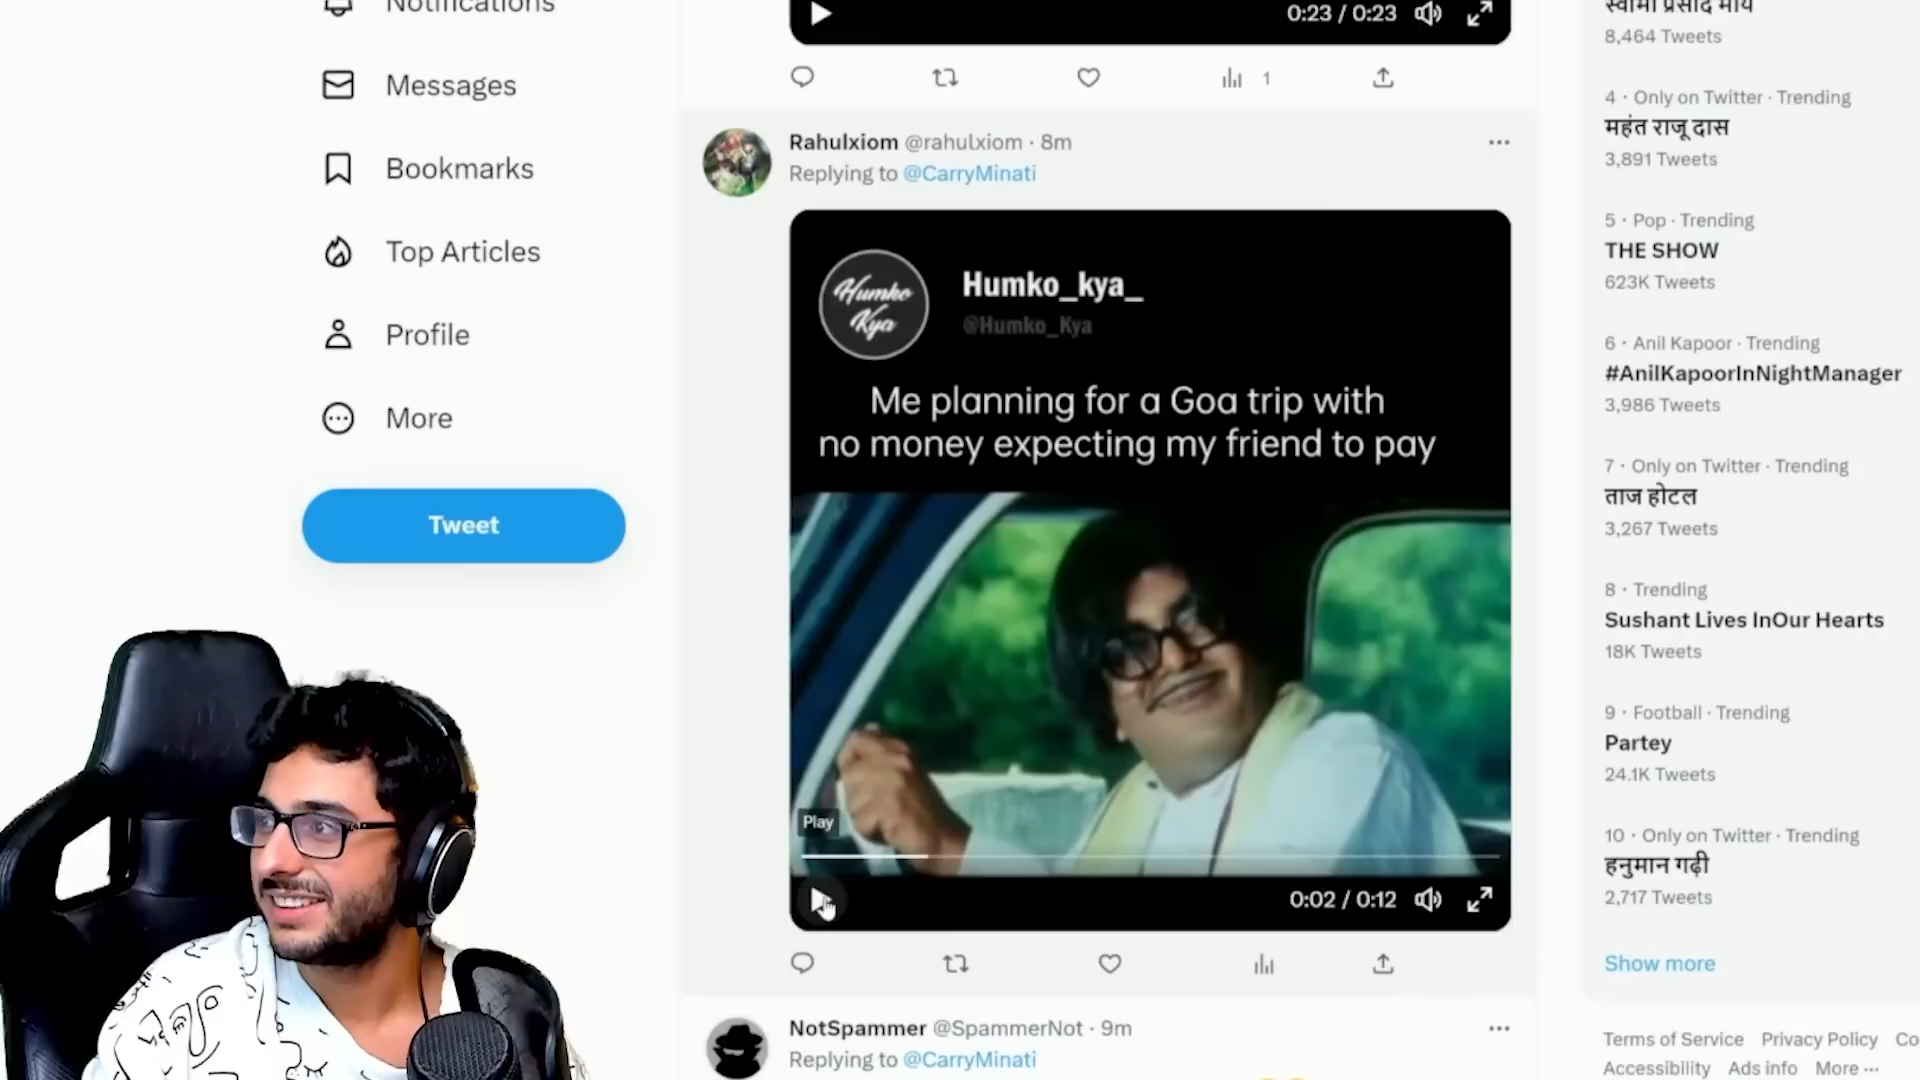 Notifications
Messages
Bookmarks
Top Articles
Profile
More
Tweet
0:23 / 0:23
1
Rahulxiom @rahulxiom · 8m
Replying to @CarryMinati
Humko
Kya
Humko_kya_
@Humko_Kya
Me planning for a Goa trip with
no money expecting my friend to pay
Play
0:02 / 0:12
NotSpammer @SpammerNot · 9m
Replying to @CarryMinati
स्वामी प्रसाद मौर्य
8,464 Tweets
4 · Only on Twitter · Trending
महंत राजू दास
3,891 Tweets
5 · Pop · Trending
THE SHOW
623K Tweets
6 · Anil Kapoor · Trending
#AnilKapoorInNightManager
3,986 Tweets
7 · Only on Twitter · Trending
ताज होटल
3,267 Tweets
8 · Trending
Sushant Lives InOur Hearts
18K Tweets
9 · Football · Trending
Partey
24.1K Tweets
10 · Only on Twitter · Trending
हनुमान गढ़ी
2,717 Tweets
Show more
Terms of Service Privacy Policy Co
Accessibility Ads info More ···